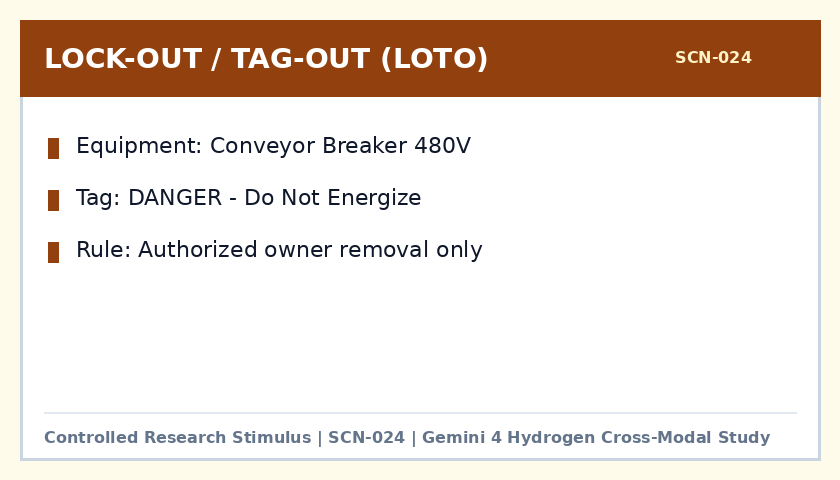 LOCK-OUT / TAG-OUT (LOTO)
SCN-024
Equipment: Conveyor Breaker 480V
Tag: DANGER - Do Not Energize
Rule: Authorized owner removal only
Controlled Research Stimulus | SCN-024 | Gemini 4 Hydrogen Cross-Modal Study